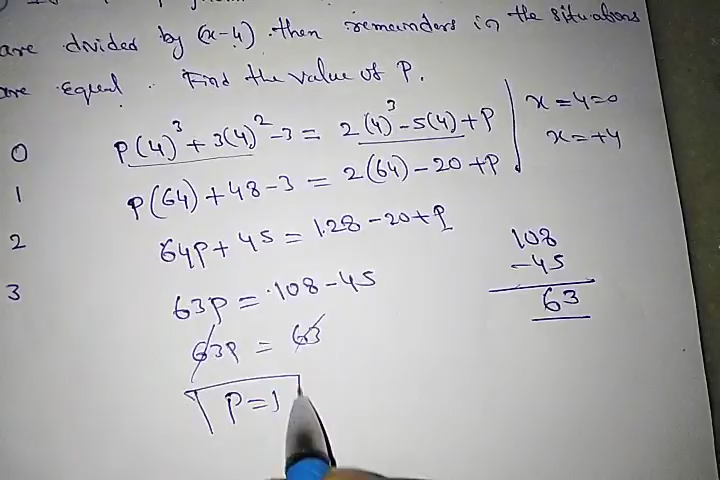 are divided by (x-4) then remainders in the situations
are equal. Find the value of P.
0
P(4)³ + 3(4)² - 3 = 2(4)³ - 5(4) + P
x = 4 = 0
x = +4
1
P(64) + 48 - 3 = 2(64) - 20 + P
2
64P + 45 = 128 - 20 + P
108
-45
63
3
63P = 108 - 45
63P = 63
P = 1